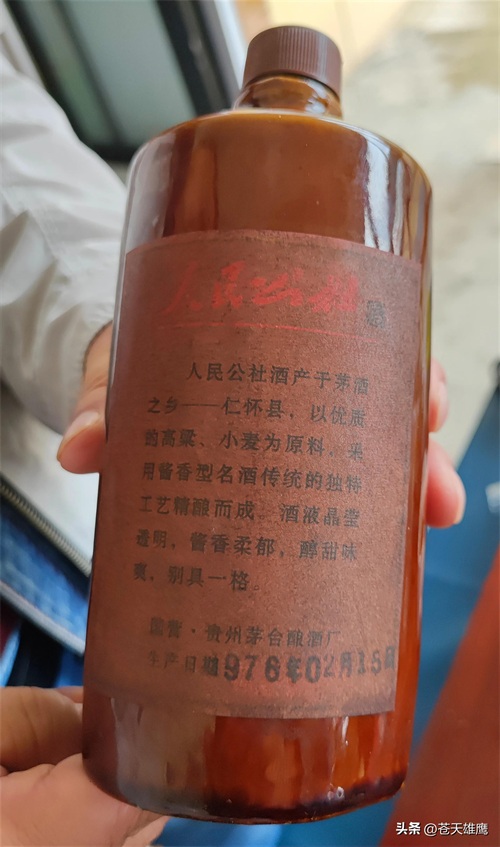 人民公社 酒
人民公社酒产于茅酒
之乡——仁怀县，以优质
的高粱、小麦为原料，采
用酱香型名酒传统的独特
工艺精酿而成。酒液晶莹
透明，酱香柔郁，醇甜味
爽，别具一格。
国营·贵州茅台酿酒厂
生产日期976年02月15日
头条 @苍天雄鹰